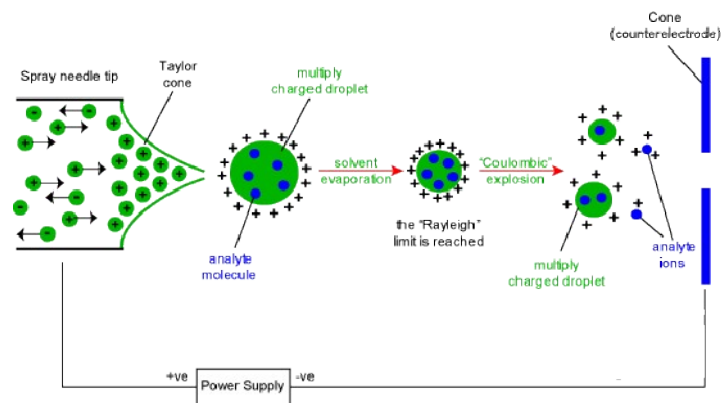 Cone
(counterelectrode)
Spray needle tip
Taylor
cone
multiply
charged droplet
solvent
evaporation
"Coulombic"
explosion
the "Rayleigh"
limit is reached
analyte
molecule
analyte
ions
multiply
charged droplet
+ve
Power Supply
-ve